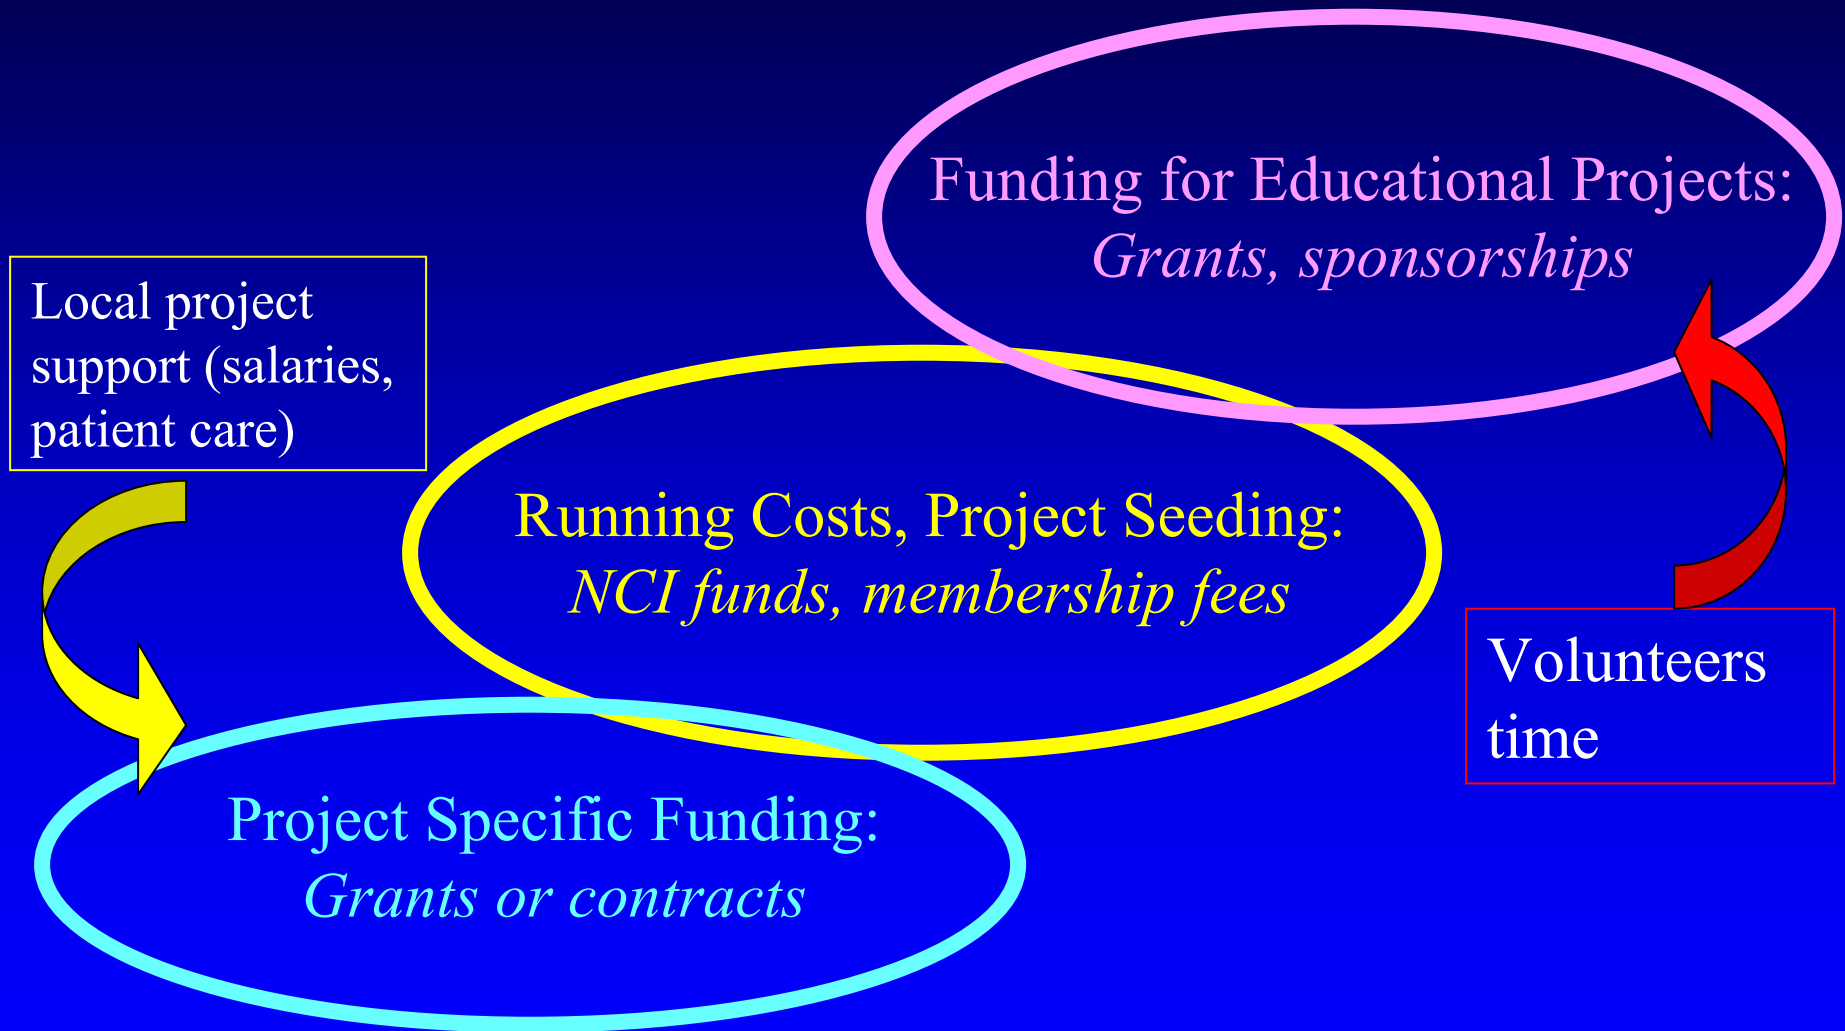 Funding for Educational Projects:
Grants, sponsorships
Local project
support (salaries,
patient care)
Running Costs, Project Seeding:
NCI funds, membership fees
Volunteers
time
Project Specific Funding:
Grants or contracts